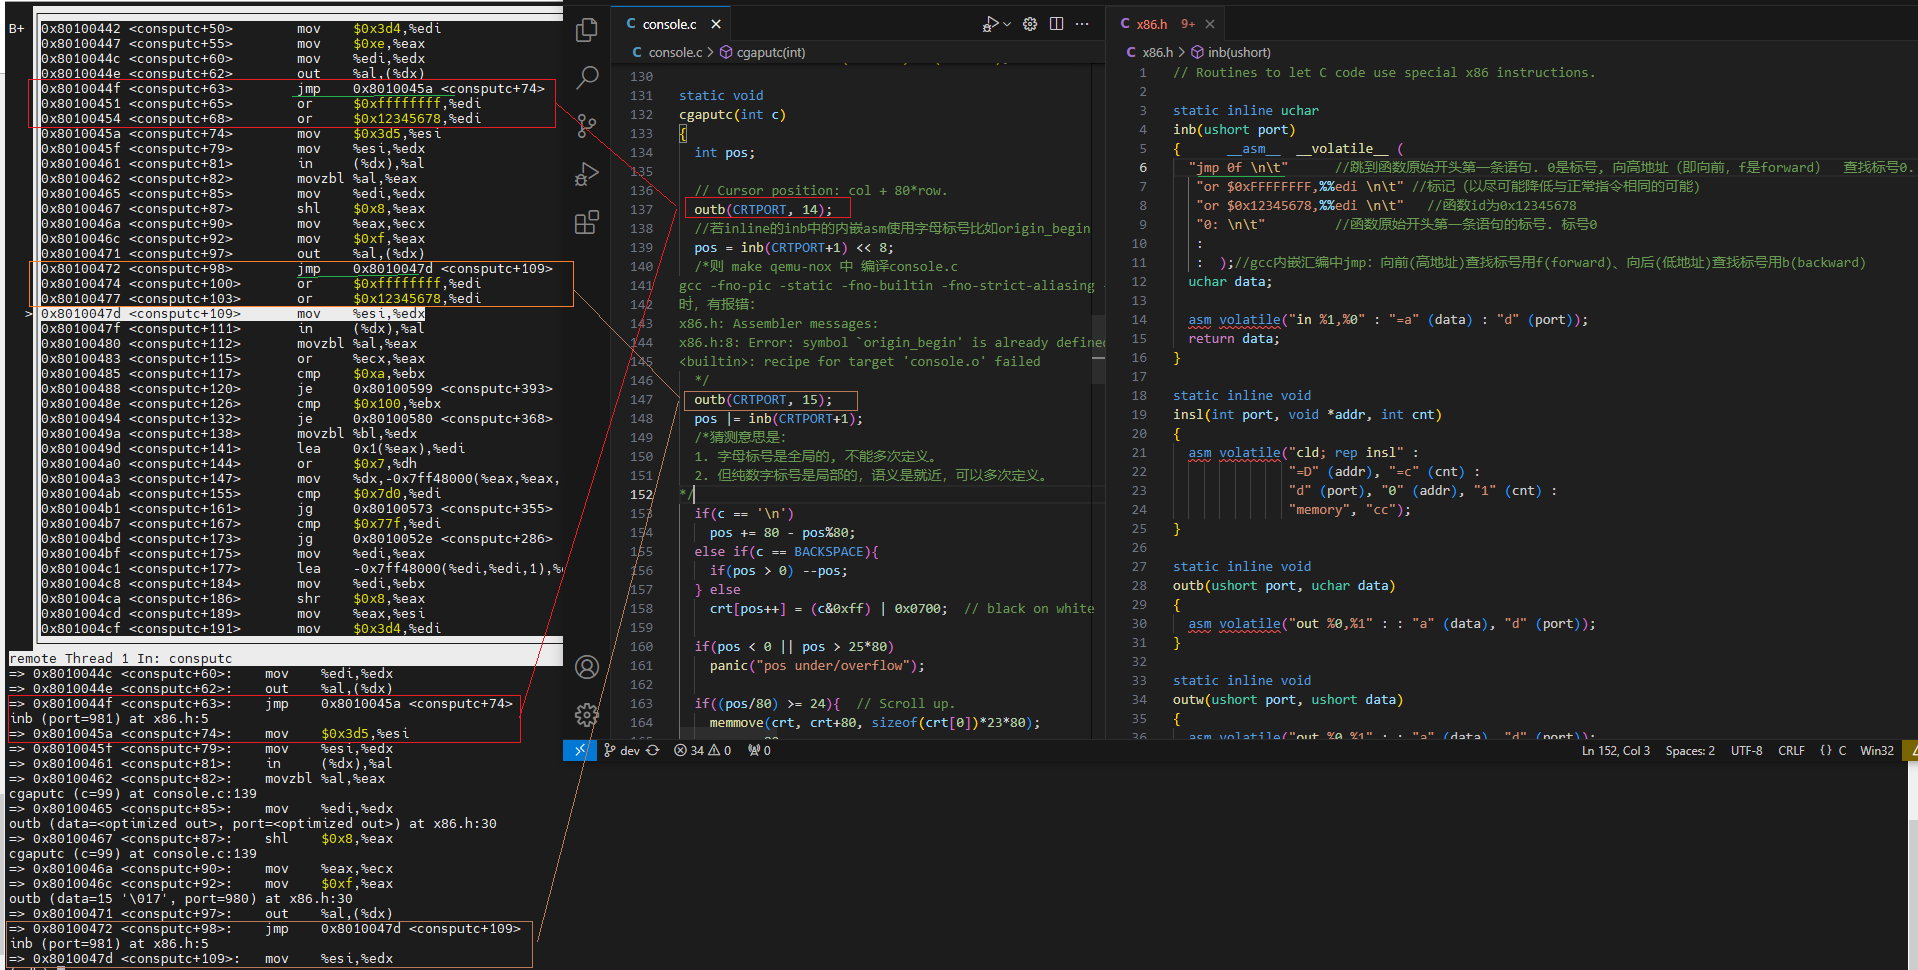 B+ 0x80100442 <consputc+50> mov $0x3d4,%edi
0x80100447 <consputc+55> mov $0xe,%eax
0x8010044c <consputc+60> mov %edi,%edx
0x8010044e <consputc+62> out %al,(%dx)
0x8010044f <consputc+63> jmp 0x8010045a <consputc+74>
0x80100451 <consputc+65> or $0xffffffff,%edi
0x80100454 <consputc+68> or $0x12345678,%edi
0x8010045a <consputc+74> mov $0x3d5,%esi
0x8010045f <consputc+79> mov %esi,%edx
0x80100461 <consputc+81> in (%dx),%al
0x80100462 <consputc+82> movzbl %al,%eax
0x80100465 <consputc+85> mov %edi,%edx
0x80100467 <consputc+87> shl $0x8,%eax
0x8010046a <consputc+90> mov %eax,%ecx
0x8010046c <consputc+92> mov $0xf,%eax
0x80100471 <consputc+97> out %al,(%dx)
0x80100472 <consputc+98> jmp 0x8010047d <consputc+109>
0x80100474 <consputc+100> or $0xffffffff,%edi
0x80100477 <consputc+103> or $0x12345678,%edi
> 0x8010047d <consputc+109> mov %esi,%edx
0x8010047f <consputc+111> in (%dx),%al
0x80100480 <consputc+112> movzbl %al,%eax
0x80100483 <consputc+115> or %ecx,%eax
0x80100485 <consputc+117> cmp $0xa,%ebx
0x80100488 <consputc+120> je 0x80100599 <consputc+393>
0x8010048e <consputc+126> cmp $0x100,%ebx
0x80100494 <consputc+132> je 0x80100580 <consputc+368>
0x8010049a <consputc+138> movzbl %bl,%edx
0x8010049d <consputc+141> lea 0x1(%eax),%edi
0x801004a0 <consputc+144> or $0x7,%dh
0x801004a3 <consputc+147> mov %dx,-0x7ff48000(%eax,%eax,
0x801004ab <consputc+155> cmp $0x7d0,%edi
0x801004b1 <consputc+161> jg 0x80100573 <consputc+355>
0x801004b7 <consputc+167> cmp $0x77f,%edi
0x801004bd <consputc+173> jg 0x8010052e <consputc+286>
0x801004bf <consputc+175> mov %edi,%eax
0x801004c1 <consputc+177> lea -0x7ff48000(%edi,%edi,1),%
0x801004c8 <consputc+184> mov %edi,%ebx
0x801004ca <consputc+186> shr $0x8,%eax
0x801004cd <consputc+189> mov %eax,%esi
0x801004cf <consputc+191> mov $0x3d4,%edi
remote Thread 1 In: consputc
=> 0x8010044c <consputc+60>: mov %edi,%edx
=> 0x8010044e <consputc+62>: out %al,(%dx)
=> 0x8010044f <consputc+63>: jmp 0x8010045a <consputc+74>
inb (port=981) at x86.h:5
=> 0x8010045a <consputc+74>: mov $0x3d5,%esi
=> 0x8010045f <consputc+79>: mov %esi,%edx
=> 0x80100461 <consputc+81>: in (%dx),%al
=> 0x80100462 <consputc+82>: movzbl %al,%eax
cgaputc (c=99) at console.c:139
=> 0x80100465 <consputc+85>: mov %edi,%edx
outb (data=<optimized out>, port=<optimized out>) at x86.h:30
=> 0x80100467 <consputc+87>: shl $0x8,%eax
cgaputc (c=99) at console.c:139
=> 0x8010046a <consputc+90>: mov %eax,%ecx
=> 0x8010046c <consputc+92>: mov $0xf,%eax
outb (data=15 '\017', port=980) at x86.h:30
=> 0x80100471 <consputc+97>: out %al,(%dx)
=> 0x80100472 <consputc+98>: jmp 0x8010047d <consputc+109>
inb (port=981) at x86.h:5
=> 0x8010047d <consputc+109>: mov %esi,%edx
C console.c ×
C console.c > cgaputc(int)
130
131 static void
132 cgaputc(int c)
133 {
134 int pos;
135
136 // Cursor position: col + 80*row.
137 outb(CRTPORT, 14);
138 //若inline的inb中的内嵌asm使用字母标号比如origin_begin
139 pos = inb(CRTPORT+1) << 8;
140 /*则 make qemu-nox 中 编译console.c
141 gcc -fno-pic -static -fno-builtin -fno-strict-aliasing
142 时，有报错：
143 x86.h: Assembler messages:
144 x86.h:8: Error: symbol `origin_begin' is already define
145 <builtin>: recipe for target 'console.o' failed
146 */
147 outb(CRTPORT, 15);
148 pos |= inb(CRTPORT+1);
149 /*猜测意思是：
150 1. 字母标号是全局的，不能多次定义。
151 2. 但纯数字标号是局部的，语义是就近，可以多次定义。
152 */
153 if(c == '\n')
154 pos += 80 - pos%80;
155 else if(c == BACKSPACE){
156 if(pos > 0) --pos;
157 } else
158 crt[pos++] = (c&0xff) | 0x0700; // black on white
159
160 if(pos < 0 || pos > 25*80)
161 panic("pos under/overflow");
162
163 if((pos/80) >= 24){ // Scroll up.
164 memmove(crt, crt+80, sizeof(crt[0])*23*80);
C x86.h 9+ ×
C x86.h > inb(ushort)
1 // Routines to let C code use special x86 instructions.
2
3 static inline uchar
4 inb(ushort port)
5 { __asm__ __volatile__ (
6 "jmp 0f \n\t" //跳到函数原始开头第一条语句. 0是标号, 向高地址（即向前, f是forward） 查找标号0.
7 "or $0xFFFFFFFF,%%edi \n\t" //标记（以尽可能降低与正常指令相同的可能）
8 "or $0x12345678,%%edi \n\t" //函数id为0x12345678
9 "0: \n\t" //函数原始开头第一条语句的标号. 标号0
10 :
11 : );//gcc内嵌汇编中jmp：向前(高地址)查找标号用f(forward)、向后(低地址)查找标号用b(backward)
12 uchar data;
13
14 asm volatile("in %1,%0" : "=a" (data) : "d" (port));
15 return data;
16 }
17
18 static inline void
19 insl(int port, void *addr, int cnt)
20 {
21 asm volatile("cld; rep insl" :
22 "=D" (addr), "=c" (cnt) :
23 "d" (port), "0" (addr), "1" (cnt) :
24 "memory", "cc");
25 }
26
27 static inline void
28 outb(ushort port, uchar data)
29 {
30 asm volatile("out %0,%1" : : "a" (data), "d" (port));
31 }
32
33 static inline void
34 outw(ushort port, ushort data)
35 {
36 asm volatile("out %0,%1" : : "a" (data), "d" (port));
dev 34 0 0 Ln 152, Col 3 Spaces: 2 UTF-8 CRLF {} C Win32